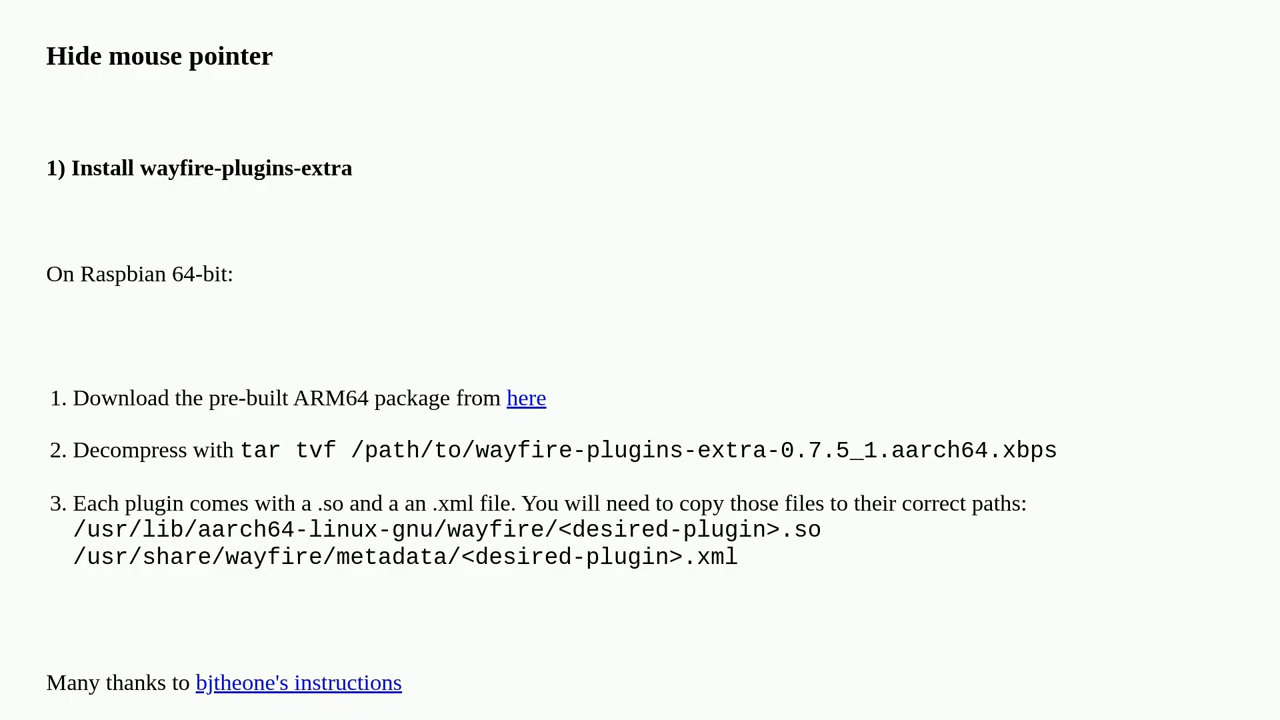 Hide mouse pointer
1) Install wayfire-plugins-extra
On Raspbian 64-bit:
1. Download the pre-built ARM64 package from here
2. Decompress with tar tvf /path/to/wayfire-plugins-extra-0.7.5_1.aarch64.xbps
3. Each plugin comes with a .so and a an .xml file. You will need to copy those files to their correct paths:
/usr/lib/aarch64-linux-gnu/wayfire/<desired-plugin>.so
/usr/share/wayfire/metadata/<desired-plugin>.xml
Many thanks to bjtheone's instructions